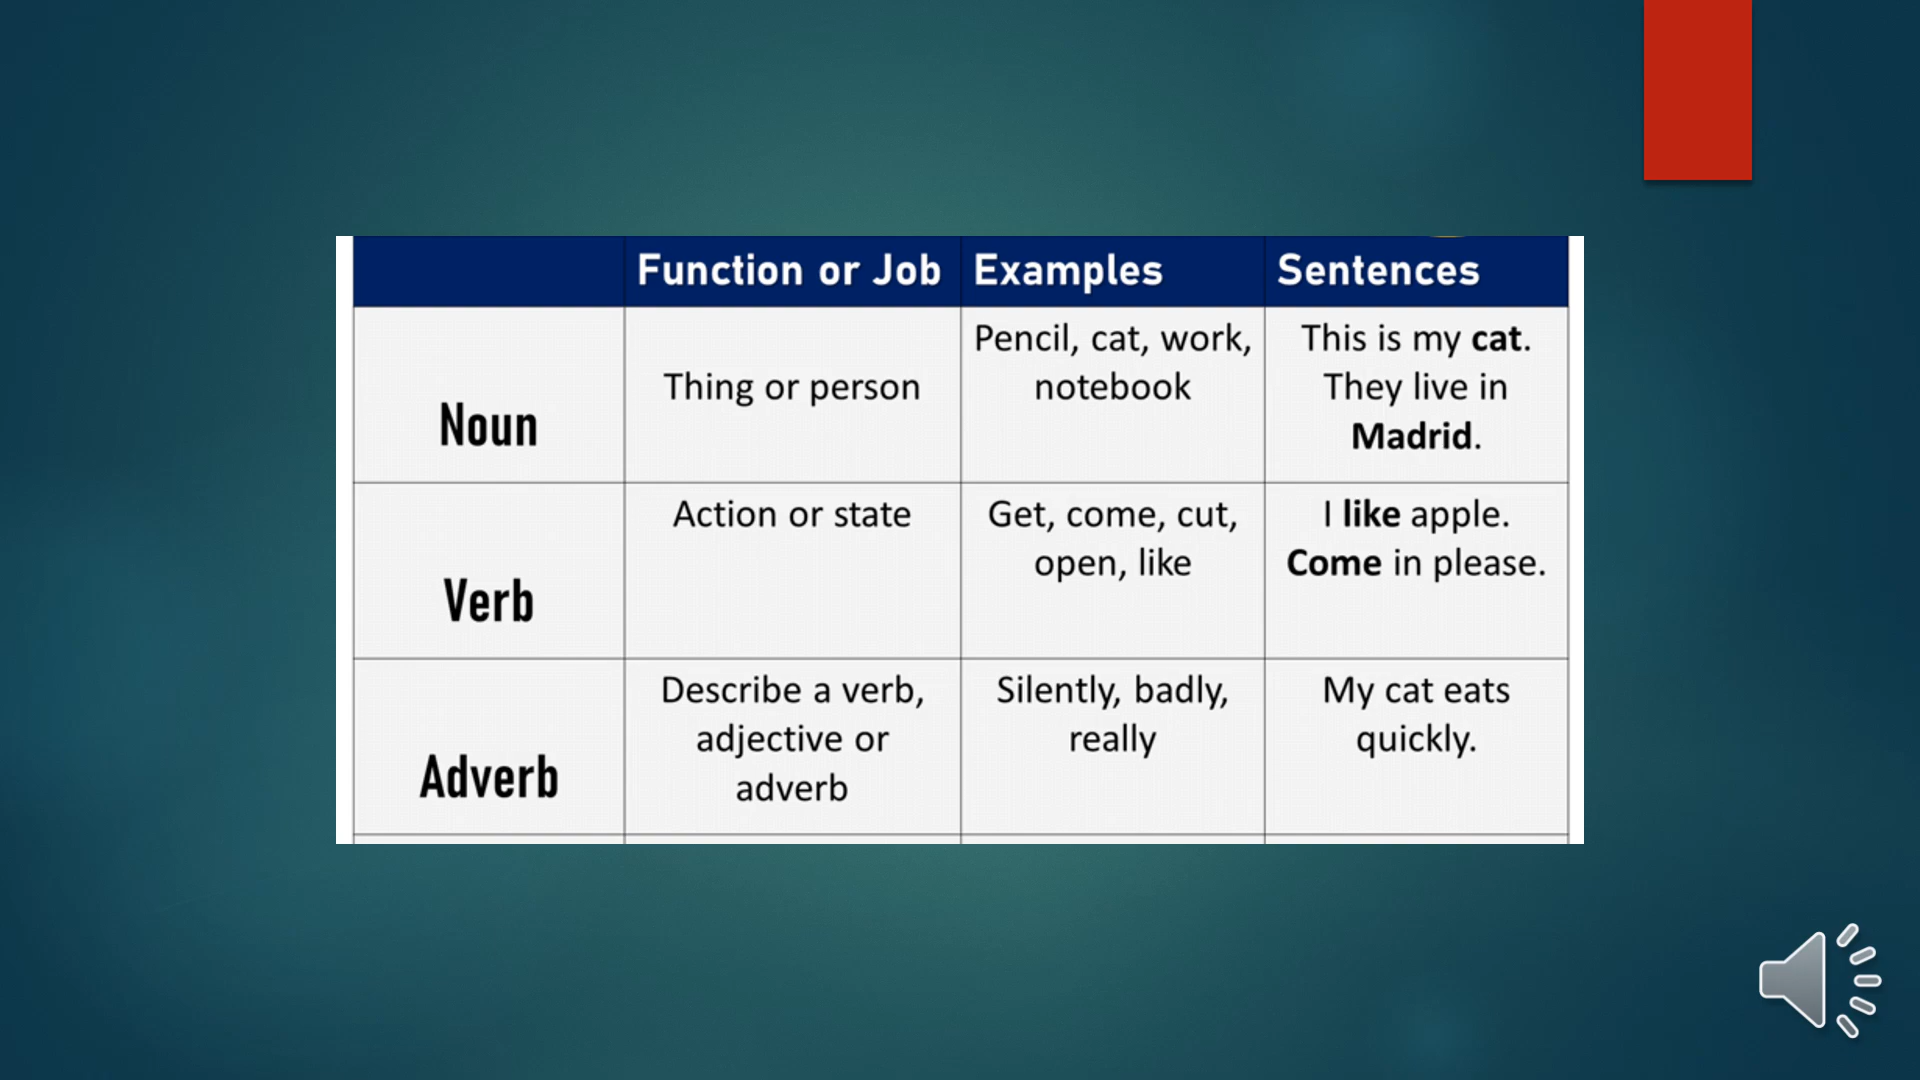 Function or Job Examples Sentences
Noun
Thing or person
Pencil, cat, work,
notebook
This is my cat.
They live in
Madrid.
Verb
Action or state
Get, come, cut,
open, like
I like apple.
Come in please.
Adverb
Describe a verb,
adjective or
adverb
Silently, badly,
really
My cat eats
quickly.